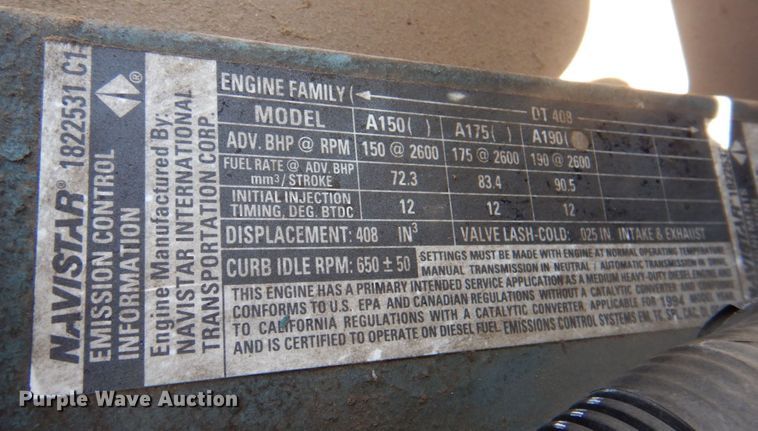 NAVISTAR® 1822531 C1
EMISSION CONTROL
INFORMATION
®
Engine Manufactured By:
NAVISTAR INTERNATIONAL
TRANSPORTATION CORP.
ENGINE FAMILY ( DT 408
MODEL A150( ) A175( ) A190(
ADV. BHP @ RPM 150 @ 2600 175 @ 2600 190 @ 2600
FUEL RATE @ ADV. BHP
mm³/STROKE 72.3 83.4 90.5
INITIAL INJECTION
TIMING, DEG. BTDC 12 12 12
DISPLACEMENT: 408 IN³ VALVE LASH-COLD: .025 IN INTAKE & EXHAUST
CURB IDLE RPM: 650 ± 50
SETTINGS MUST BE MADE WITH ENGINE AT NORMAL OPERATING
MANUAL TRANSMISSION IN NEUTRAL / AUTOMATIC TRANSMISSION IN
THIS ENGINE HAS A PRIMARY INTENDED SERVICE APPLICATION AS A MEDIUM HEAVY-DUTY DIESEL ENGINE AND
CONFORMS TO U.S. EPA AND CANADIAN REGULATIONS WITHOUT A CATALYTIC CONVERTER AND
TO CALIFORNIA REGULATIONS WITH A CATALYTIC CONVERTER, APPLICABLE FOR 1994 MODEL
AND IS CERTIFIED TO OPERATE ON DIESEL FUEL. EMISSIONS CONTROL SYSTEMS EM, TC, SPL, CAC,
Purple Wave Auction